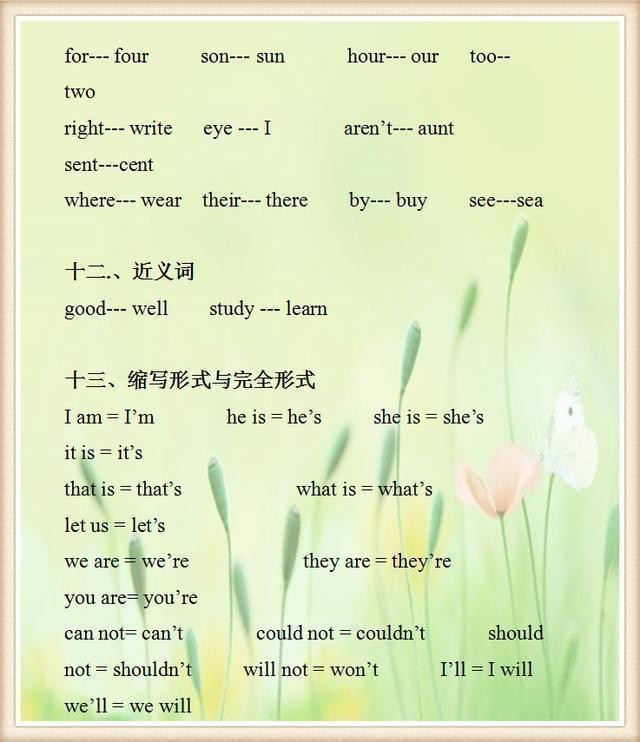 for--- four son--- sun hour--- our too--
two
right--- write eye --- I aren’t--- aunt
sent---cent
where--- wear their--- there by--- buy see---sea
十二.、近义词
good--- well study --- learn
十三、缩写形式与完全形式
I am = I’m he is = he’s she is = she’s
it is = it’s
that is = that’s what is = what’s
let us = let’s
we are = we’re they are = they’re
you are= you’re
can not= can’t could not = couldn’t should
not = shouldn’t will not = won’t I’ll = I will
we’ll = we will